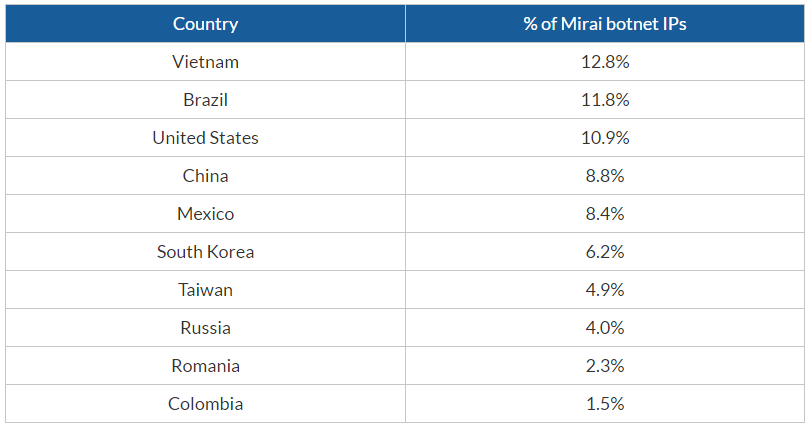 Country % of Mirai botnet IPs
Vietnam 12.8%
Brazil 11.8%
United States 10.9%
China 8.8%
Mexico 8.4%
South Korea 6.2%
Taiwan 4.9%
Russia 4.0%
Romania 2.3%
Colombia 1.5%